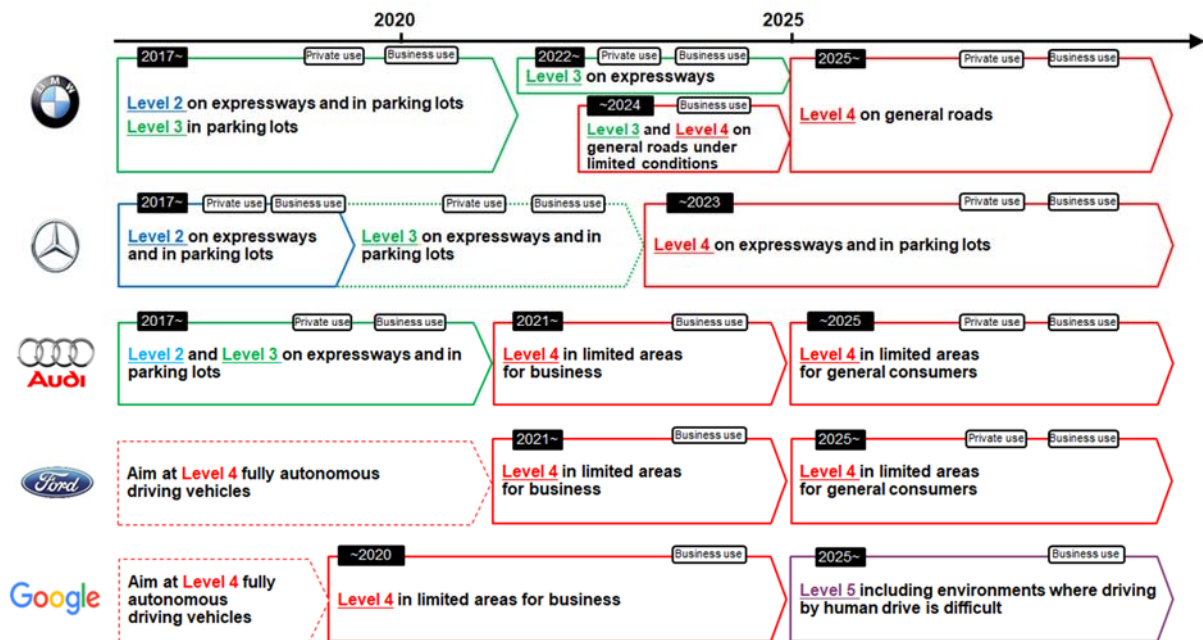 2020
2025
BMW
2017~
Private use
Business use
Level 2 on expressways and in parking lots
Level 3 in parking lots
2022~
Private use
Business use
Level 3 on expressways
~2024
Business use
Level 3 and Level 4 on
general roads under
limited conditions
2025~
Private use
Business use
Level 4 on general roads
2017~
Private use
Business use
Level 2 on expressways
and in parking lots
Private use
Business use
Level 3 on expressways and in
parking lots
~2023
Private use
Business use
Level 4 on expressways and in parking lots
Audi
2017~
Private use
Business use
Level 2 and Level 3 on expressways and in
parking lots
2021~
Business use
Level 4 in limited areas
for business
~2025
Private use
Business use
Level 4 in limited areas
for general consumers
Ford
Aim at Level 4 fully autonomous
driving vehicles
2021~
Business use
Level 4 in limited areas
for business
2025~
Private use
Business use
Level 4 in limited areas
for general consumers
Google
Aim at Level 4 fully
autonomous
driving vehicles
~2020
Business use
Level 4 in limited areas for business
2025~
Business use
Level 5 including environments where driving
by human drive is difficult